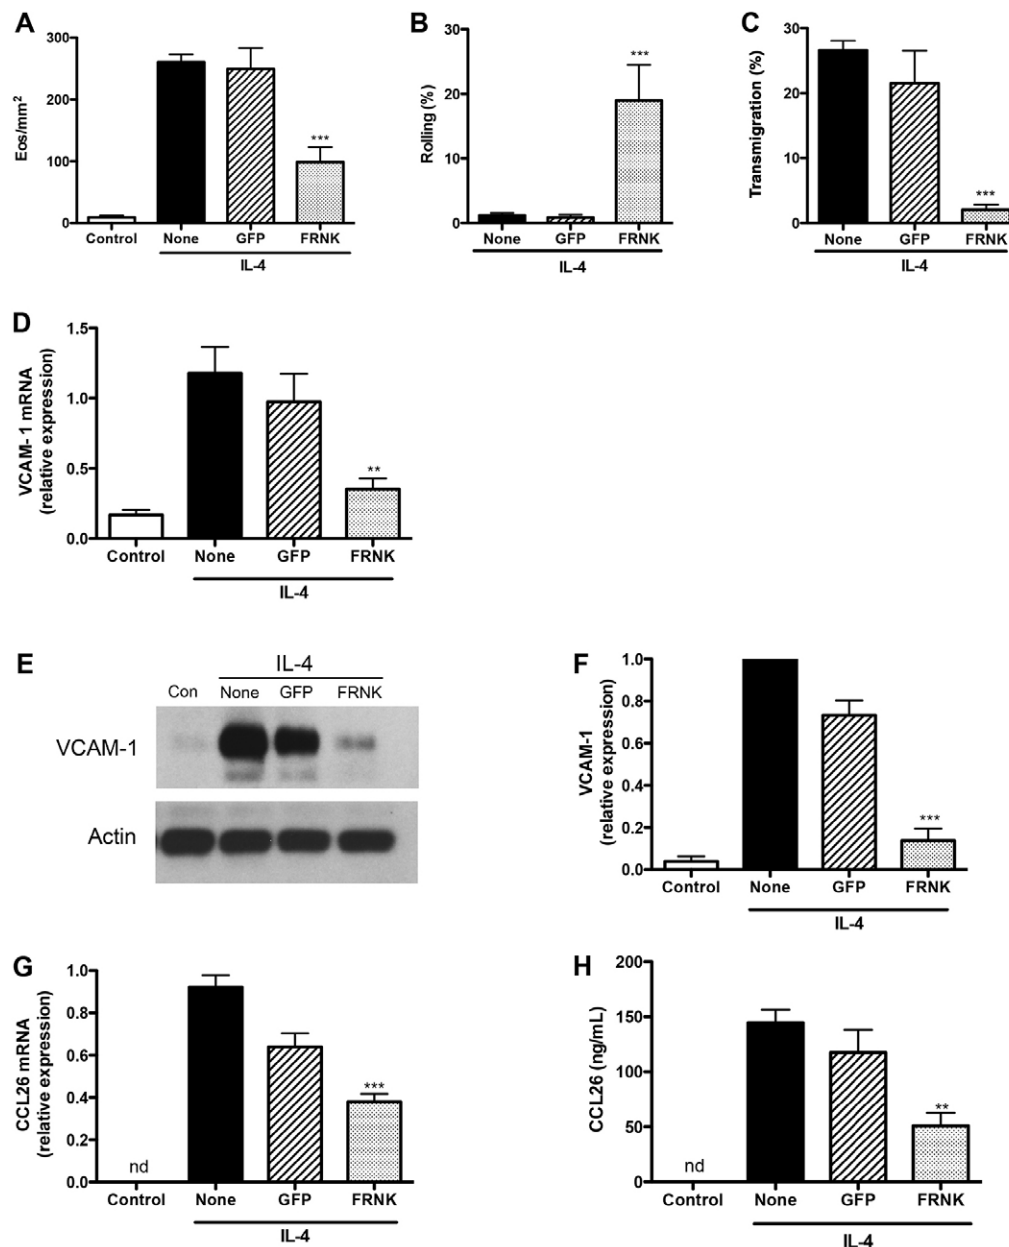 A
Eos/mm²
300
200
100
0
***
Control None GFP FRNK
IL-4
B
Rolling (%)
30
20
10
0
***
None GFP FRNK
IL-4
C
Transmigration (%)
30
20
10
0
***
None GFP FRNK
IL-4
D
VCAM- 1 mRNA
(relative expression)
1.5
1.0
0.5
0.0
**
Control None GFP FRNK
IL-4
E
IL-4
Con None GFP FRNK
VCAM-1
Actin
F
VCAM-1
(relative expression)
1.0
0.8
0.6
0.4
0.2
0.0
***
Control None GFP FRNK
IL-4
G
CCL26 mRNA
(relative expression)
1.0
0.8
0.6
0.4
0.2
0.0
nd
***
Control None GFP FRNK
IL-4
H
CCL26 (ng/mL)
200
150
100
50
0
nd
**
Control None GFP FRNK
IL-4